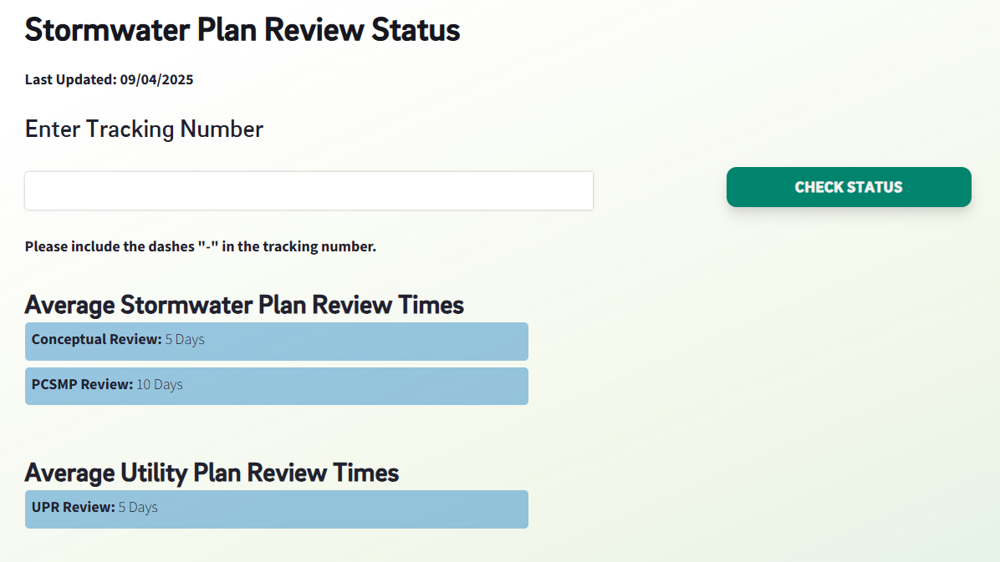 Stormwater Plan Review Status
Last Updated: 09/04/2025
Enter Tracking Number
CHECK STATUS
Please include the dashes "-" in the tracking number.
Average Stormwater Plan Review Times
Conceptual Review: 5 Days
PCSMP Review: 10 Days
Average Utility Plan Review Times
UPR Review: 5 Days